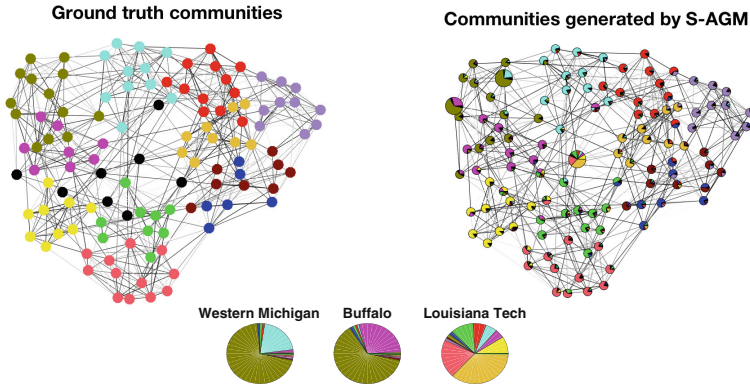 Ground truth communities
Communities generated by S-AGM
Western Michigan
Buffalo
Louisiana Tech